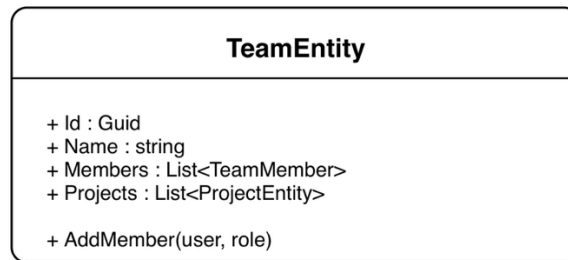 TeamEntity
+ Id : Guid
+ Name : string
+ Members : List<TeamMember>
+ Projects : List<ProjectEntity>
+ AddMember(user, role)